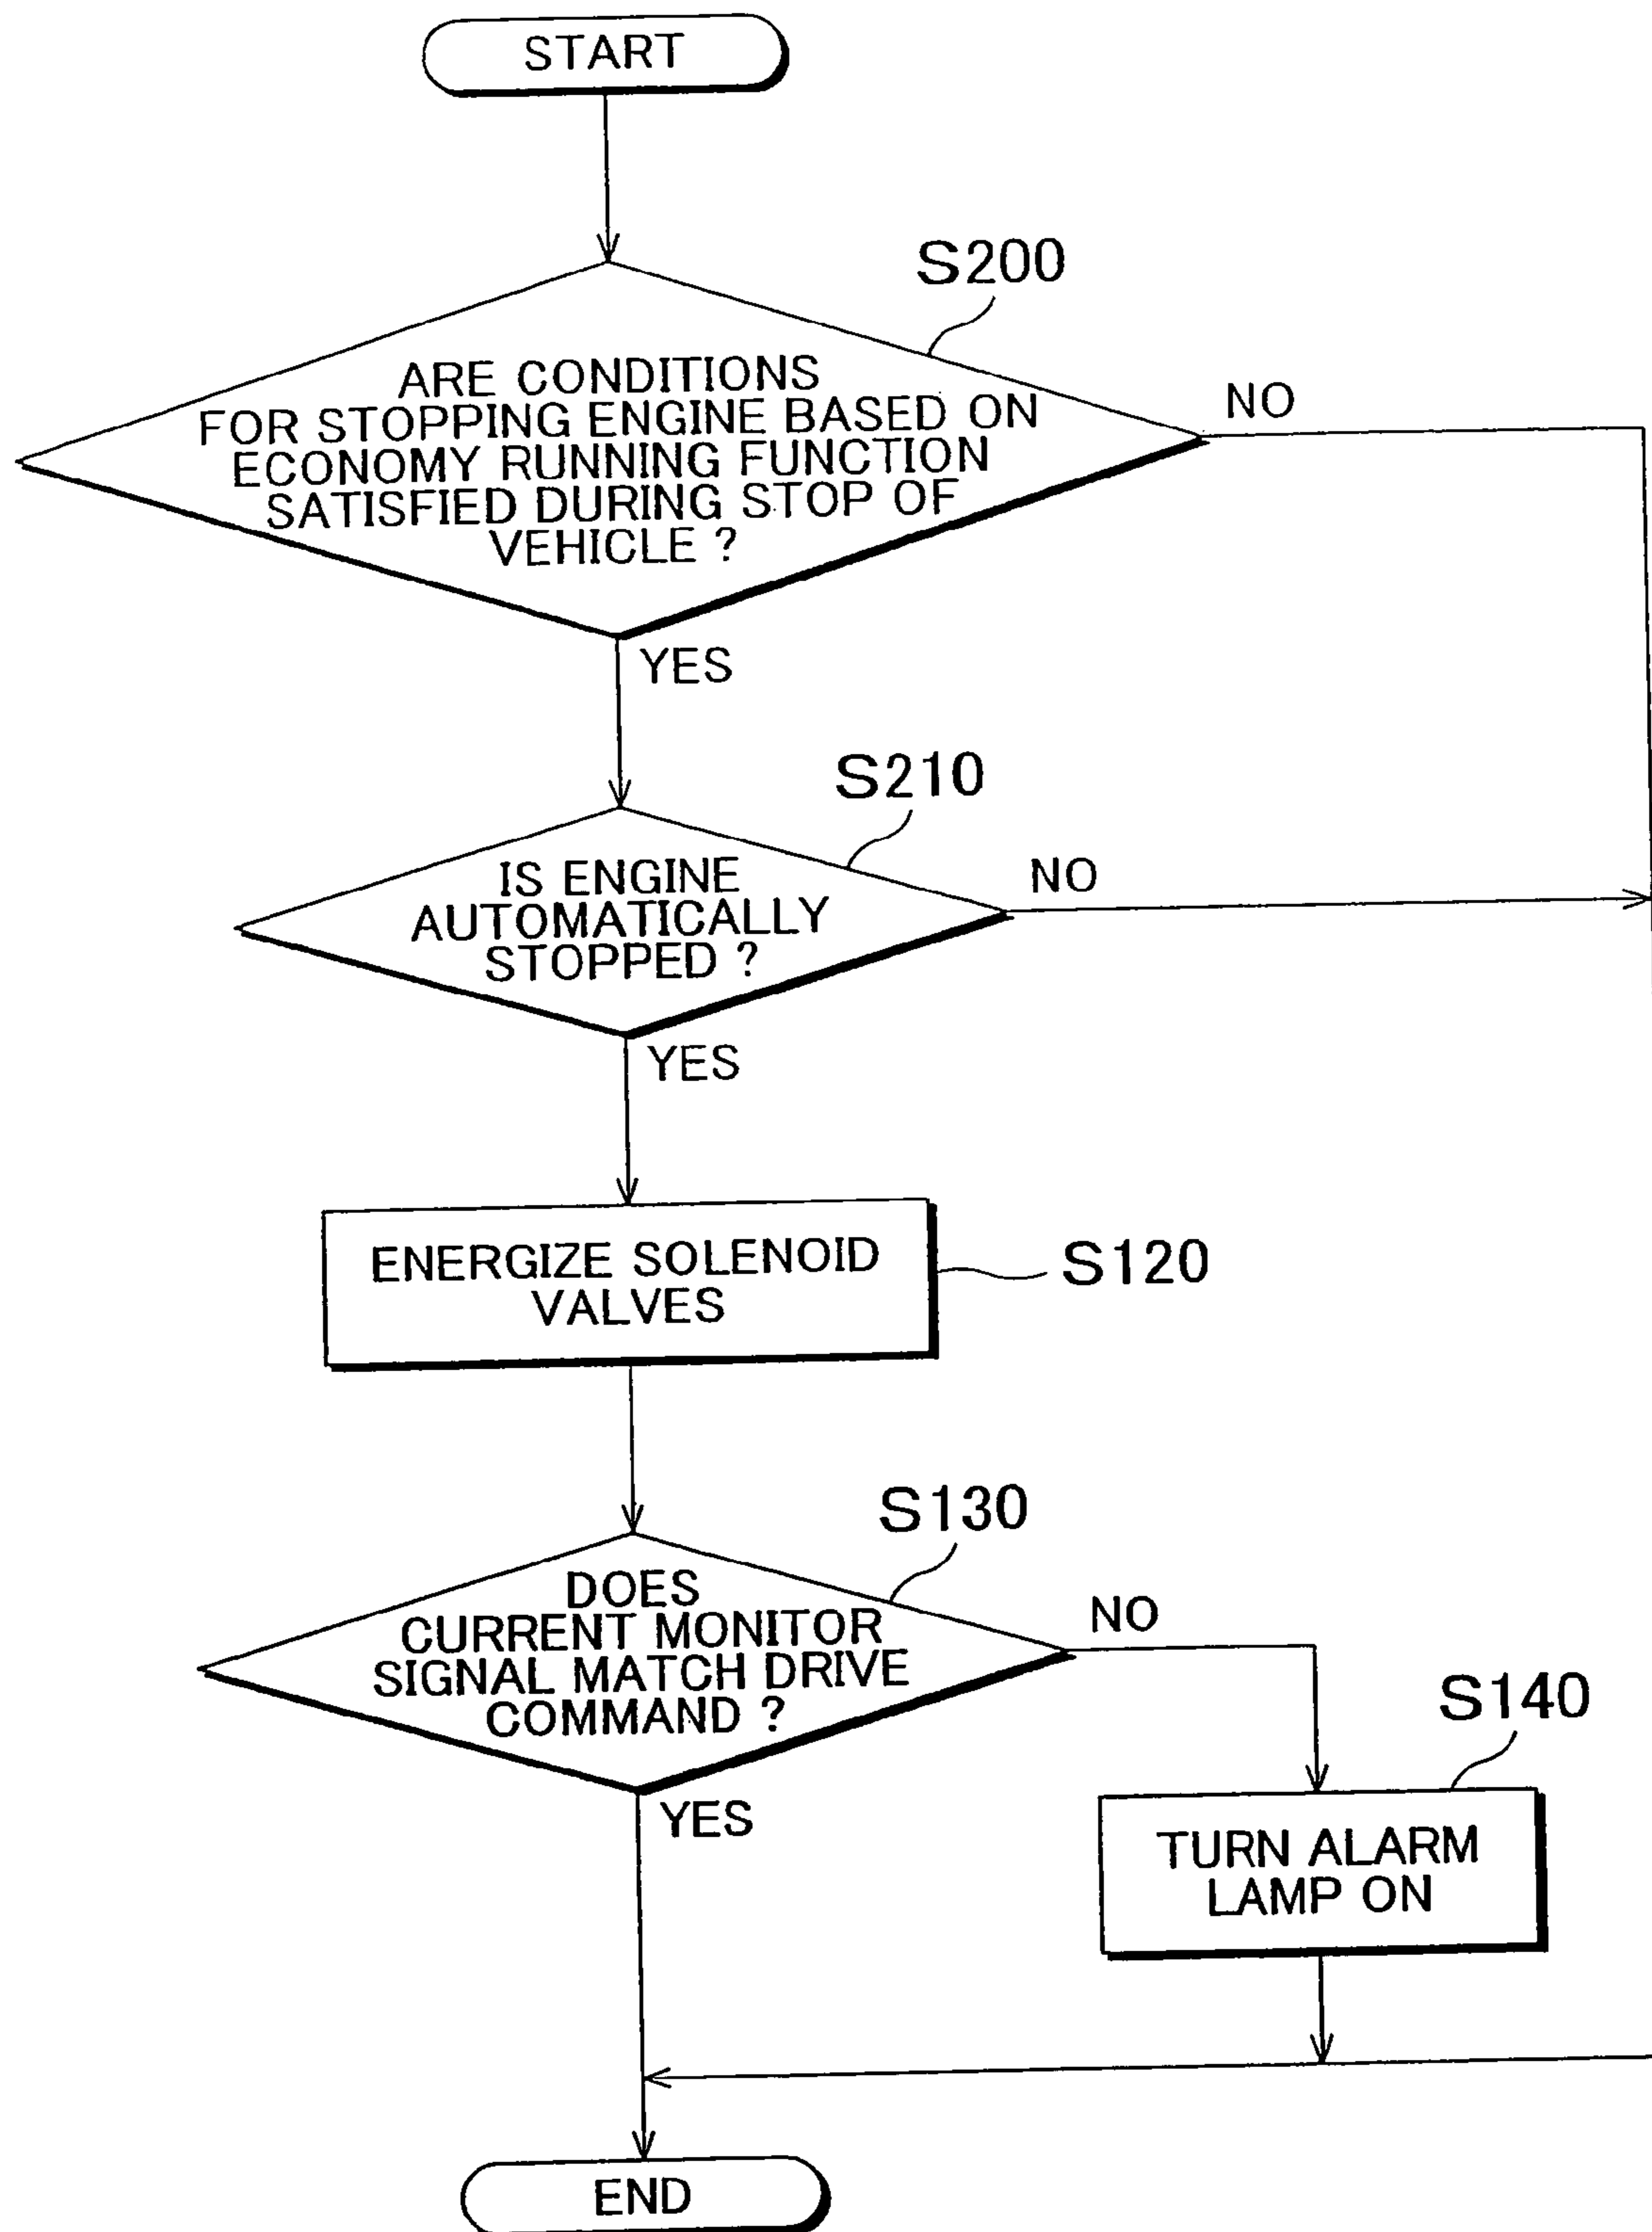 START
S200
ARE CONDITIONS
FOR STOPPING ENGINE BASED ON
ECONOMY RUNNING FUNCTION
SATISFIED DURING STOP OF
VEHICLE ?
NO
YES
S210
IS ENGINE
AUTOMATICALLY
STOPPED ?
NO
YES
ENERGIZE SOLENOID
VALVES
S120
S130
DOES
CURRENT MONITOR
SIGNAL MATCH DRIVE
COMMAND ?
NO
YES
S140
TURN ALARM
LAMP ON
END